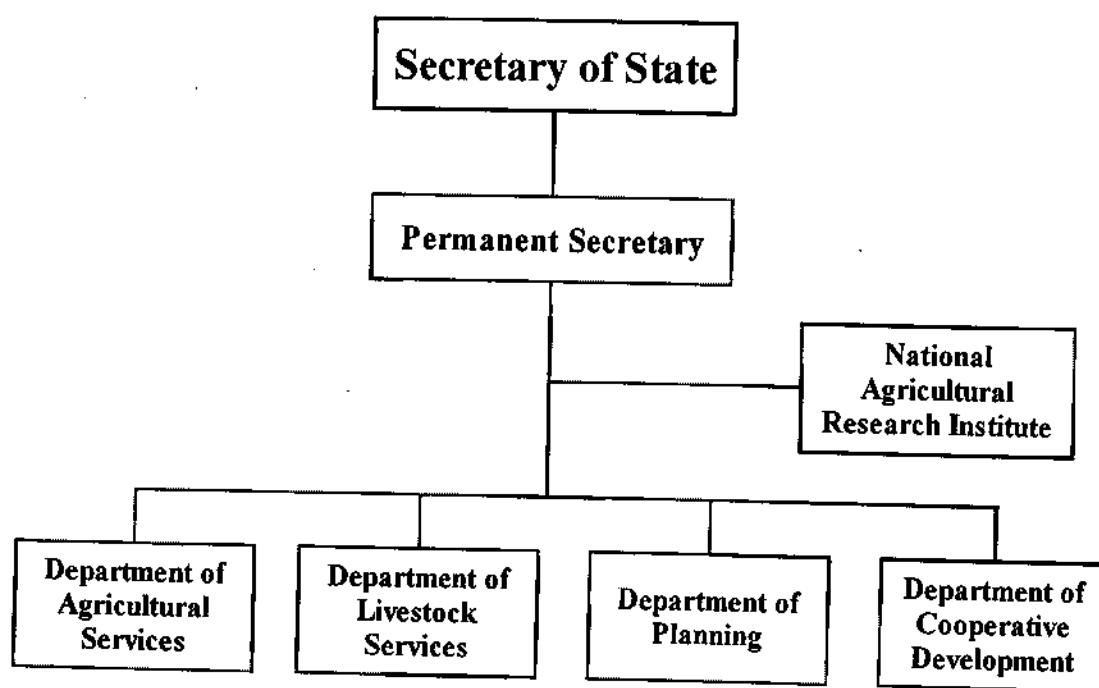 Secretary of State
Permanent Secretary
National
Agricultural
Research Institute
Department of
Agricultural
Services
Department of
Livestock
Services
Department of
Planning
Department of
Cooperative
Development